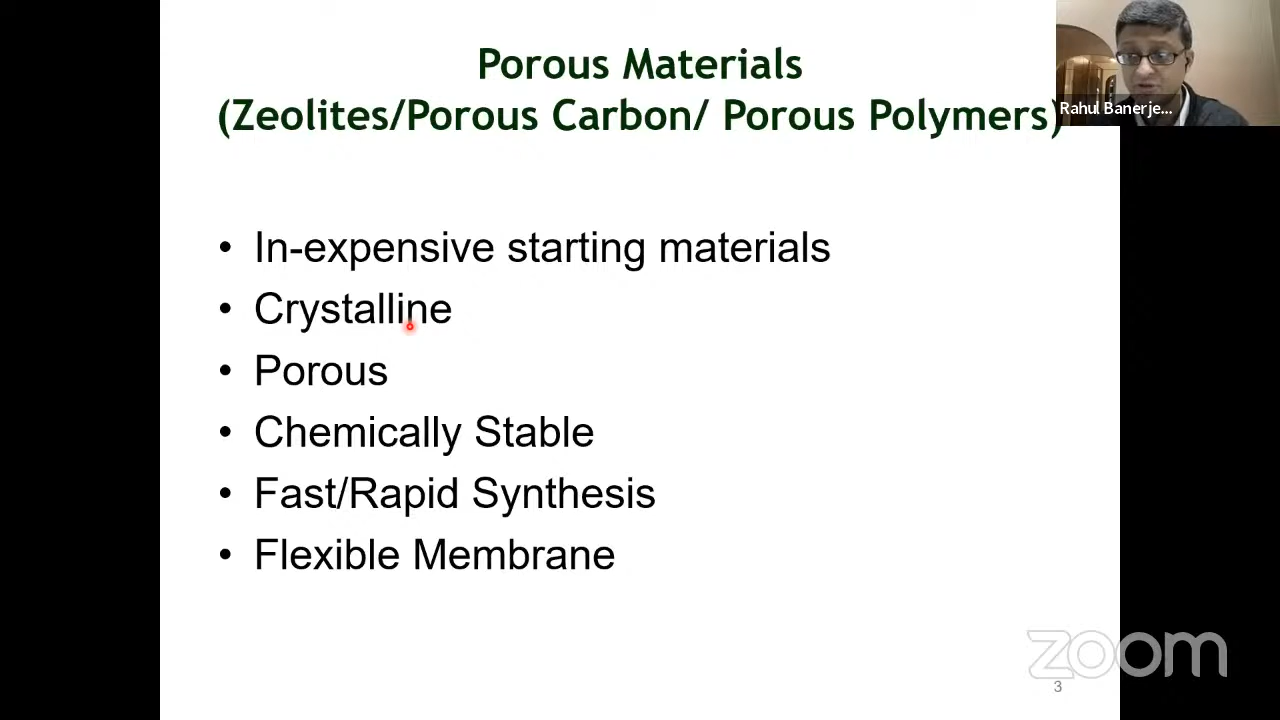 Porous Materials
(Zeolites/Porous Carbon/ Porous Polymers)
Rahul Banerje...
• In-expensive starting materials
• Crystalline
• Porous
• Chemically Stable
• Fast/Rapid Synthesis
• Flexible Membrane
zoom
3